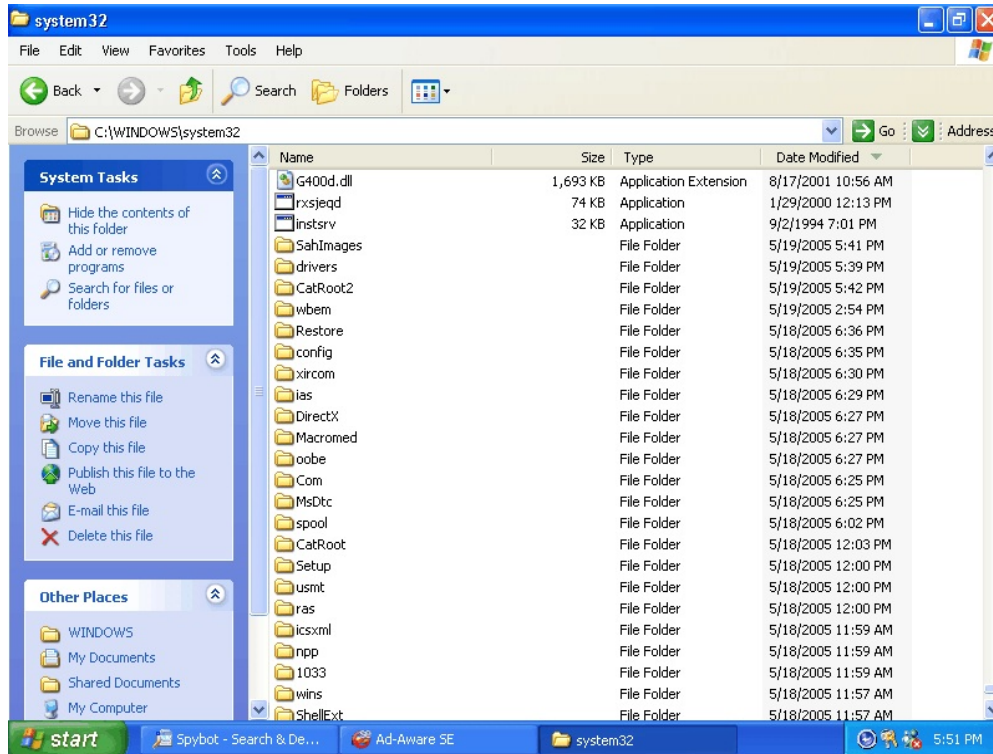 system32
File Edit View Favorites Tools Help
Back Search Folders
Browse C:\WINDOWS\system32 Go Address
System Tasks
Hide the contents of
this folder
Add or remove
programs
Search for files or
folders
File and Folder Tasks
Rename this file
Move this file
Copy this file
Publish this file to the
Web
E-mail this file
Delete this file
Other Places
WINDOWS
My Documents
Shared Documents
My Computer
Name Size Type Date Modified
G400d.dll 1,693 KB Application Extension 8/17/2001 10:56 AM
rxsjeqd 74 KB Application 1/29/2000 12:13 PM
instsrv 32 KB Application 9/2/1994 7:01 PM
SahImages File Folder 5/19/2005 5:41 PM
drivers File Folder 5/19/2005 5:39 PM
CatRoot2 File Folder 5/19/2005 5:42 PM
wbem File Folder 5/19/2005 2:54 PM
Restore File Folder 5/18/2005 6:36 PM
config File Folder 5/18/2005 6:35 PM
xircom File Folder 5/18/2005 6:30 PM
ias File Folder 5/18/2005 6:29 PM
DirectX File Folder 5/18/2005 6:27 PM
Macromed File Folder 5/18/2005 6:27 PM
oobe File Folder 5/18/2005 6:27 PM
Com File Folder 5/18/2005 6:25 PM
MsDtc File Folder 5/18/2005 6:25 PM
spool File Folder 5/18/2005 6:02 PM
CatRoot File Folder 5/18/2005 12:03 PM
Setup File Folder 5/18/2005 12:00 PM
usmt File Folder 5/18/2005 12:00 PM
ras File Folder 5/18/2005 12:00 PM
icsxml File Folder 5/18/2005 11:59 AM
npp File Folder 5/18/2005 11:59 AM
1033 File Folder 5/18/2005 11:59 AM
wins File Folder 5/18/2005 11:57 AM
ShellExt File Folder 5/18/2005 11:57 AM
start Spybot - Search & De... Ad-Aware SE system32 5:51 PM